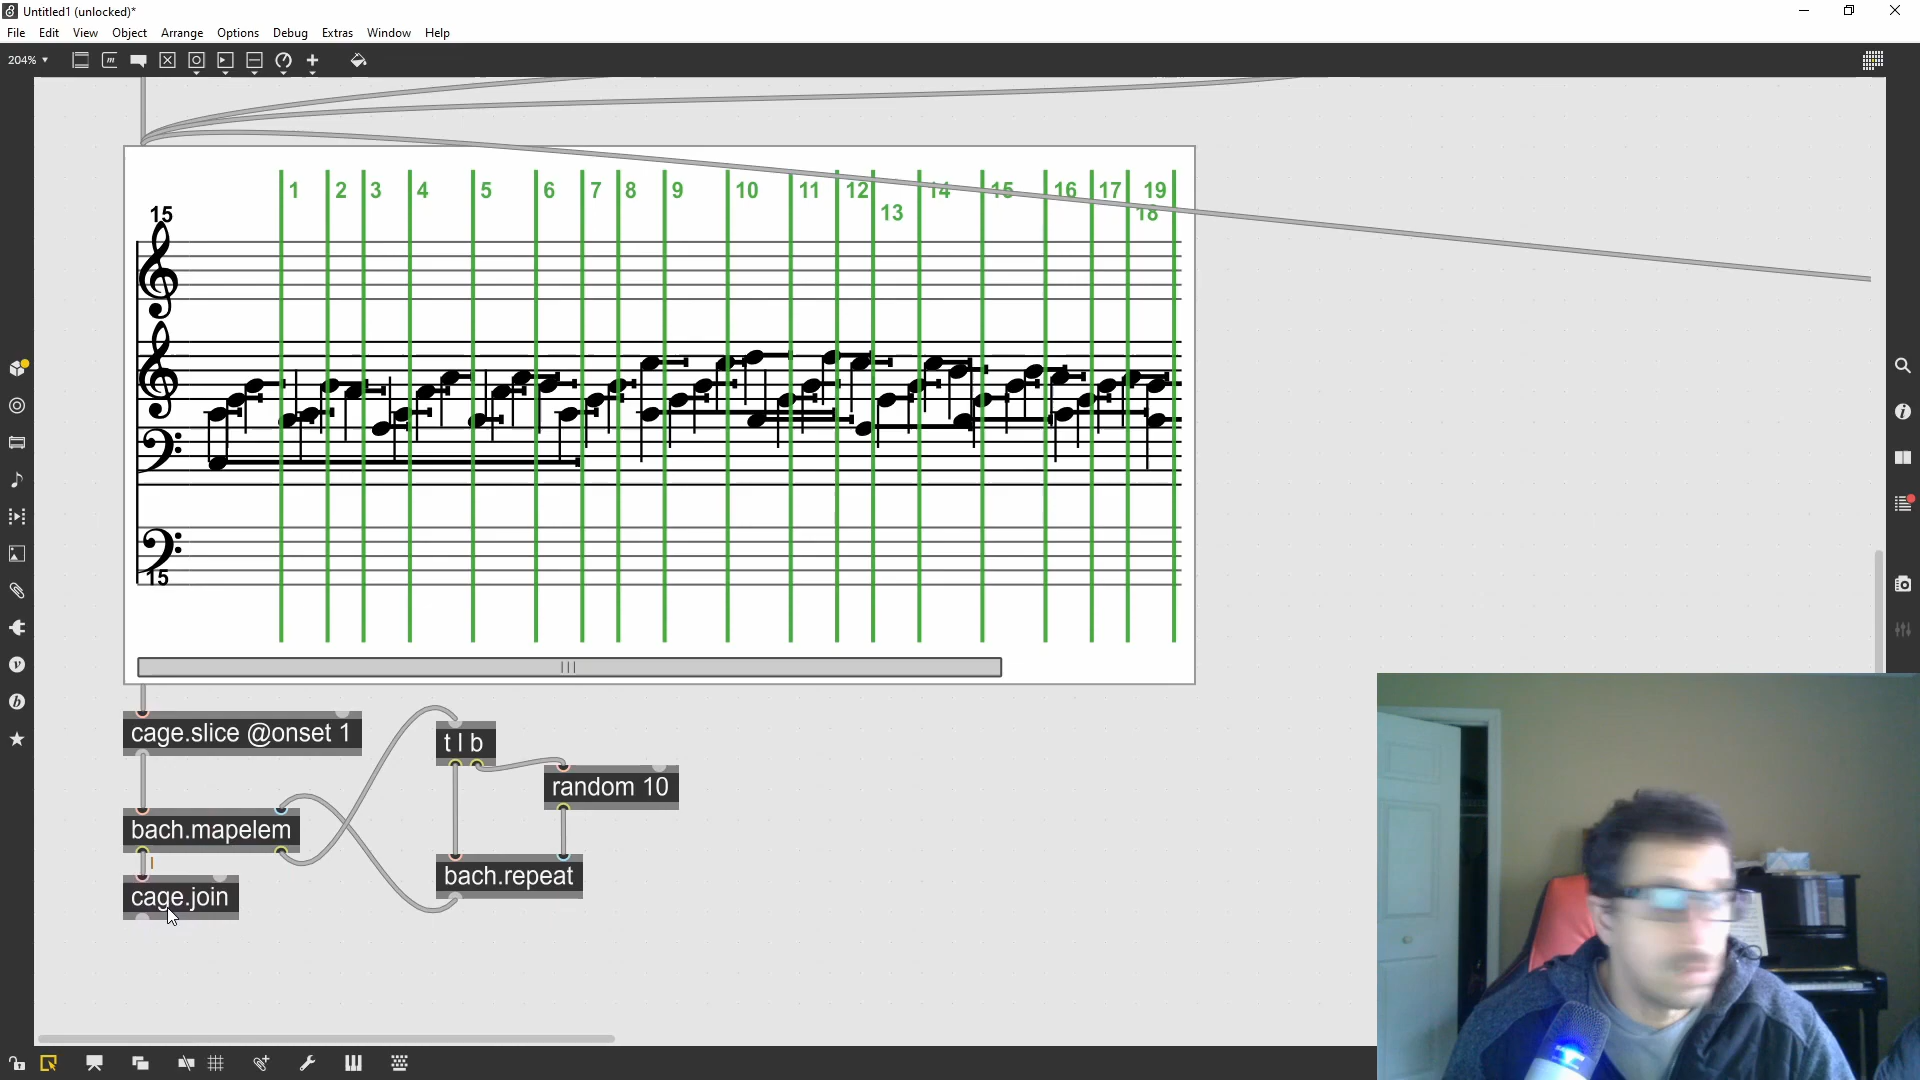 Untitled1 (unlocked)*
File Edit View Object Arrange Options Debug Extras Window Help
204%
1 2 3 4 5 6 7 8 9 10 11 12 13 14 15 16 17 18 19
15
15
cage.slice @onset 1
t l b
random 10
bach.mapelem
l
bach.repeat
cage.join